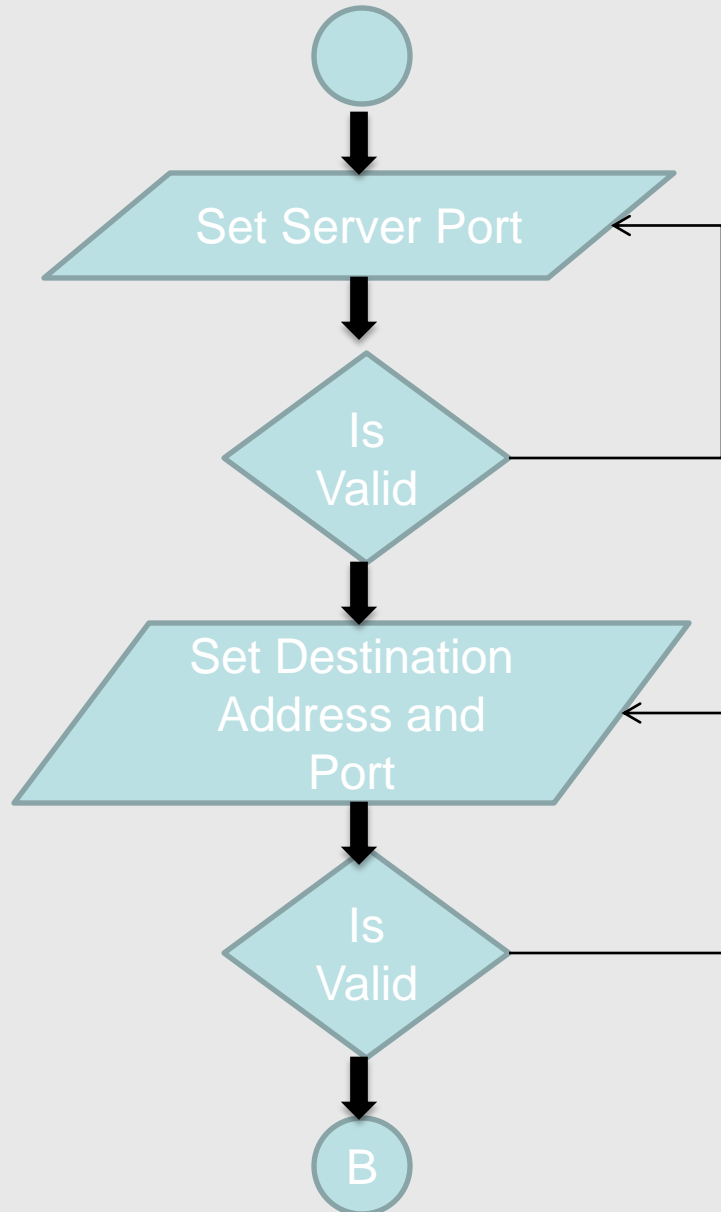 Set Server Port
Is
Valid
Set Destination
Address and
Port
Is
Valid
B